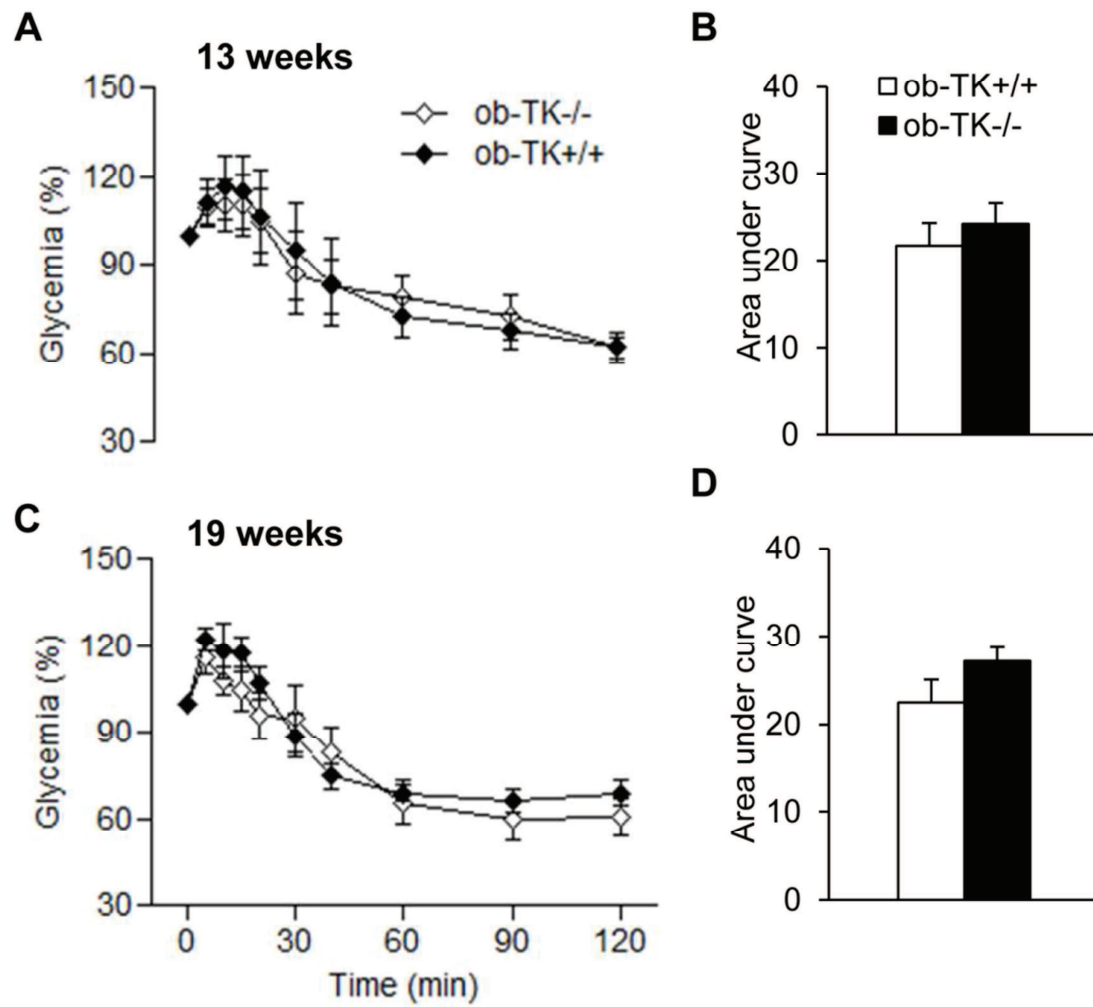 A
13 weeks
150
120
90
60
30
Glycemia (%)
ob-TK-/-
ob-TK+/+
B
40
30
20
10
0
Area under curve
ob-TK+/+
ob-TK-/-
C
19 weeks
150
120
90
60
30
Glycemia (%)
0 30 60 90 120
Time (min)
D
40
30
20
10
0
Area under curve